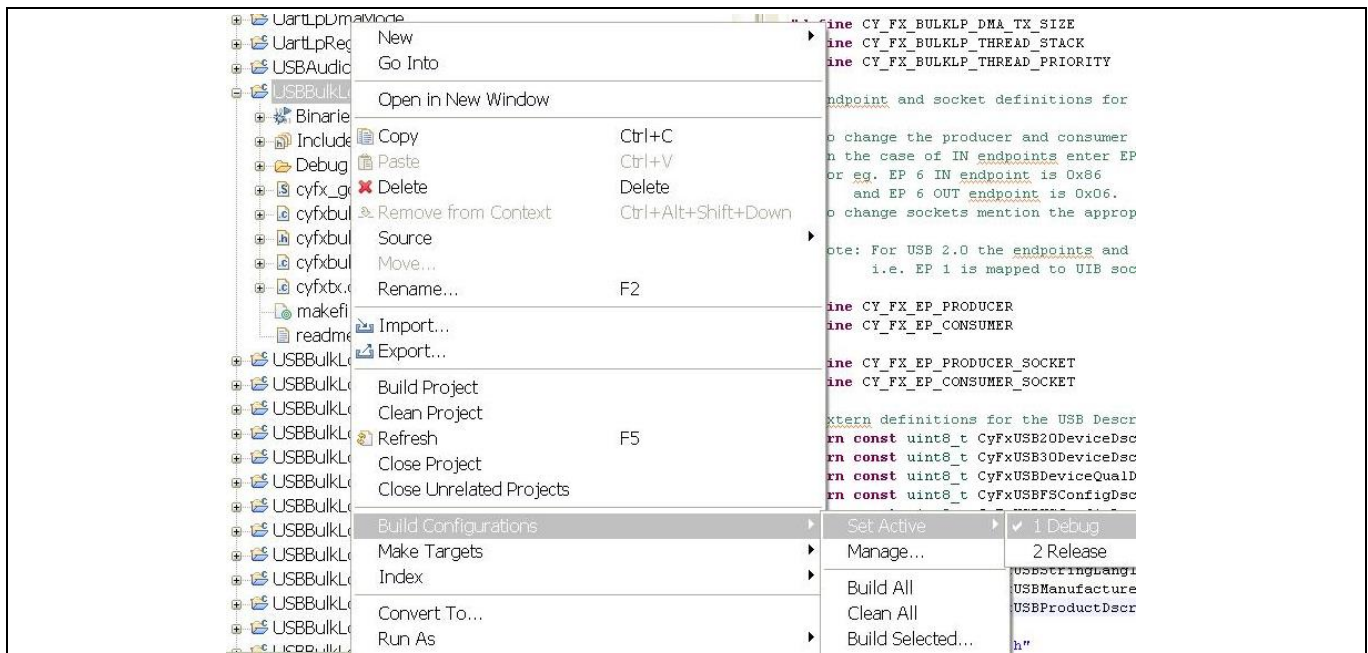 UartLpDmaMode
UartLpReg
USBAudio
USBBulkL
Binarie
Include
Debug
cyfx_g
cyfxbul
cyfxbul
cyfxbul
cyfxtx.
makefi
readme
USBBulkL
USBBulkL
USBBulkL
USBBulkL
USBBulkL
USBBulkL
USBBulkL
USBBulkL
USBBulkL
USBBulkL
USBBulkL
USBBulkL
USBBulkL
New
Go Into
Open in New Window
Copy Ctrl+C
Paste Ctrl+V
Delete Delete
Remove from Context Ctrl+Alt+Shift+Down
Source
Move...
Rename... F2
Import...
Export...
Build Project
Clean Project
Refresh F5
Close Project
Close Unrelated Projects
Build Configurations
Make Targets
Index
Convert To...
Run As
Set Active
Manage...
Build All
Clean All
Build Selected...
1 Debug
2 Release
fine CY_FX_BULKLP_DMA_TX_SIZE
ine CY_FX_BULKLP_THREAD_STACK
ine CY_FX_BULKLP_THREAD_PRIORITY
ndpoint and socket definitions for
o change the producer and consumer
n the case of IN endpoints enter EP
or eg. EP 6 IN endpoint is 0x86
and EP 6 OUT endpoint is 0x06.
o change sockets mention the approp
ote: For USB 2.0 the endpoints and
i.e. EP 1 is mapped to UIB soc
ine CY_FX_EP_PRODUCER
ine CY_FX_EP_CONSUMER
ine CY_FX_EP_PRODUCER_SOCKET
ine CY_FX_EP_CONSUMER_SOCKET
xtern definitions for the USB Descr
rn const uint8_t CyFxUSB20DeviceDsc
rn const uint8_t CyFxUSB30DeviceDsc
rn const uint8_t CyFxUSBDeviceQualD
rn const uint8_t CyFxUSBFSConfigDsc
USBStringLangI
USBManufacture
USBProductDscr
h"